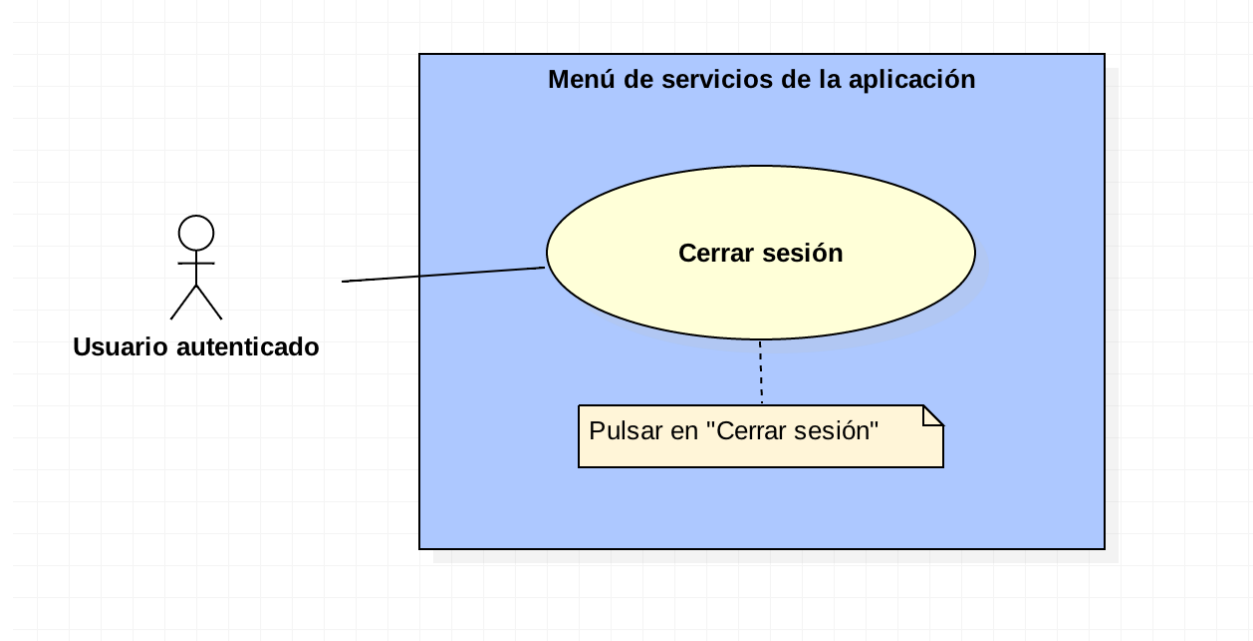 Menú de servicios de la aplicación
Cerrar sesión
Usuario autenticado
Pulsar en "Cerrar sesión"